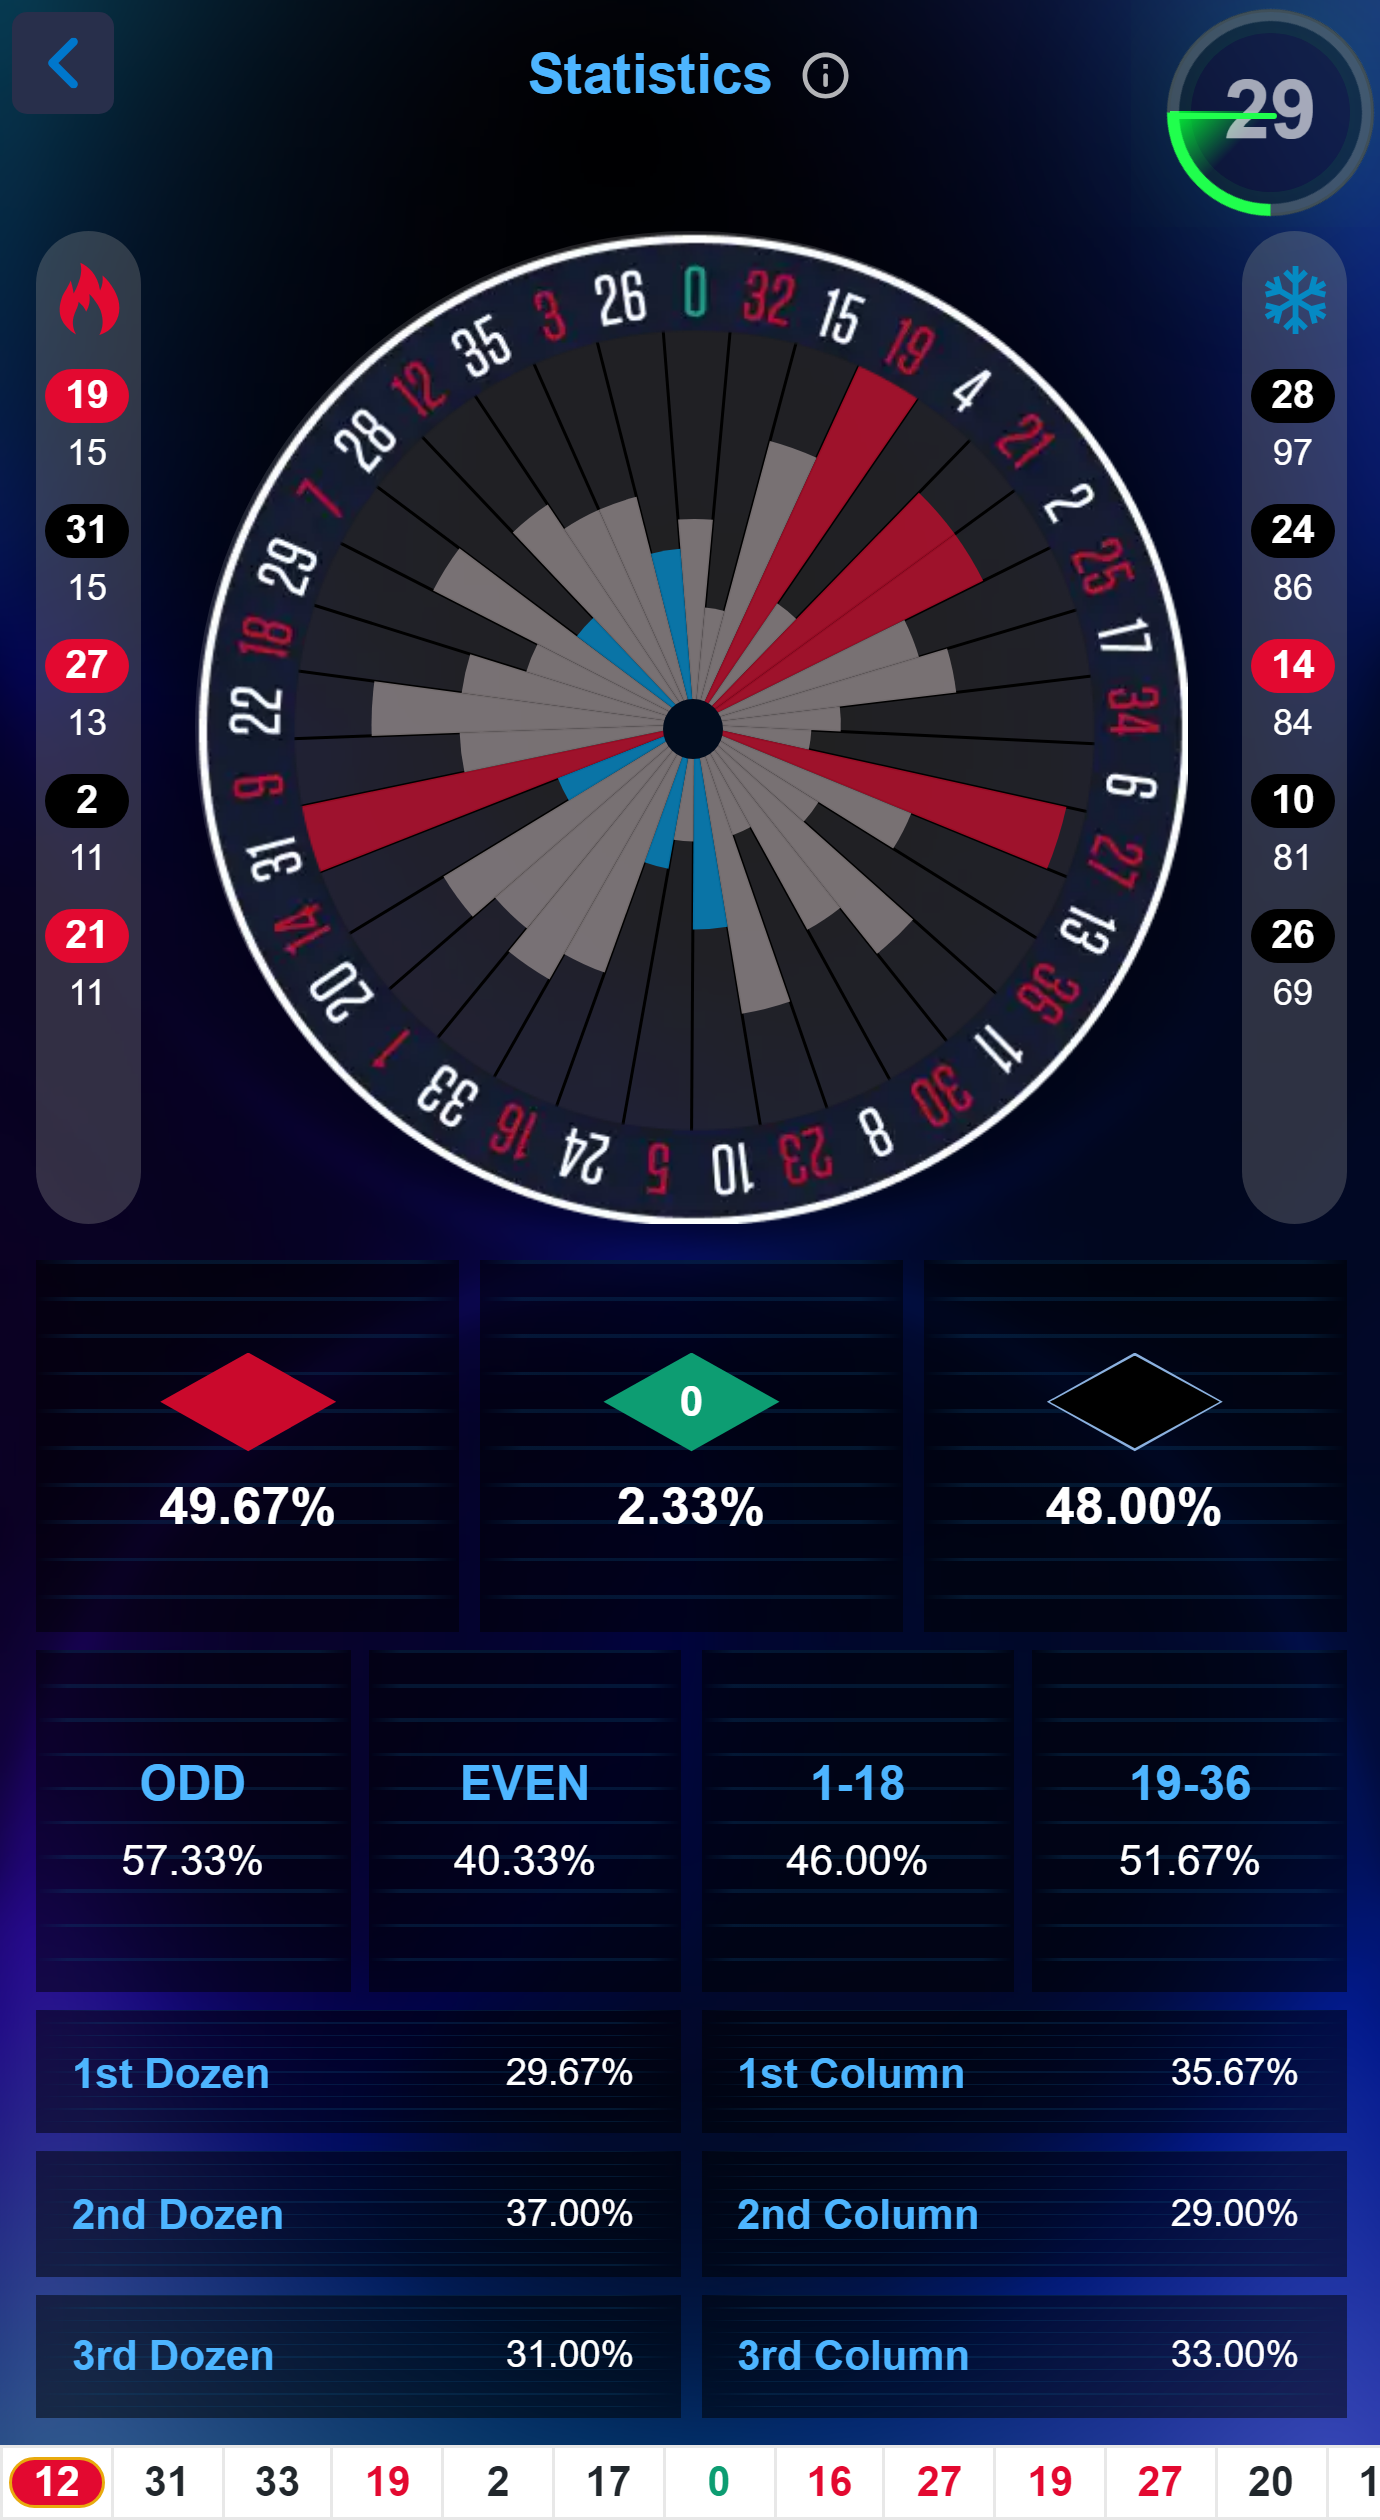 Statistics
29
0 32 15 19 4 21 2 25 17 34 6 27 13 36 11 30 8 23 10 5 24 16 33 1 20 14 31 9 22 18 29 7 28 12 35 3 26
19
15
31
15
27
13
2
11
21
11
28
97
24
86
14
84
10
81
26
69
0
49.67% 2.33% 48.00%
ODD EVEN 1-18 19-36
57.33% 40.33% 46.00% 51.67%
1st Dozen 29.67% 1st Column 35.67%
2nd Dozen 37.00% 2nd Column 29.00%
3rd Dozen 31.00% 3rd Column 33.00%
12 31 33 19 2 17 0 16 27 19 27 20